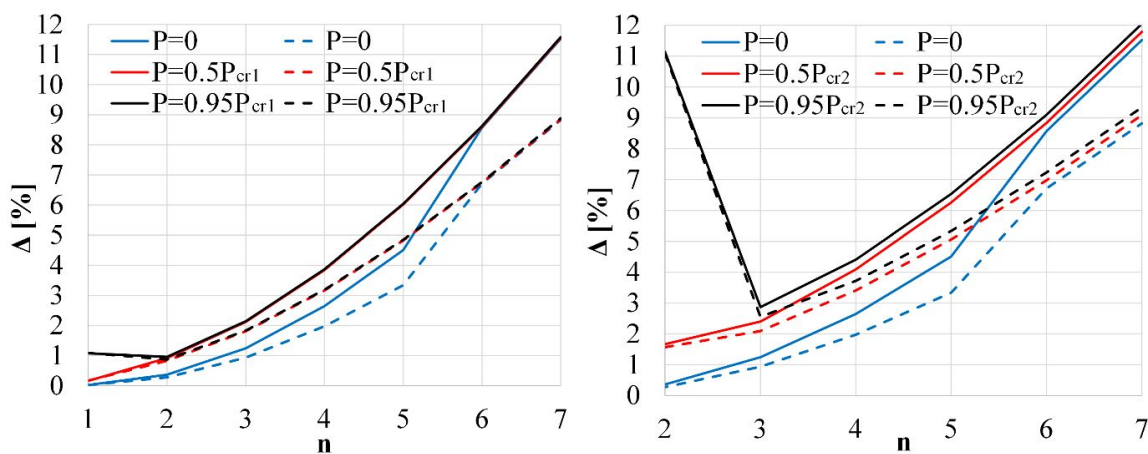 12
11
10
9
8
7
6
5
4
3
2
1
0
Δ [%]
P=0 P=0
P=0.5Pcr1 P=0.5Pcr1
P=0.95Pcr1 P=0.95Pcr1
1 2 3 4 5 6 7
n
12
11
10
9
8
7
6
5
4
3
2
1
0
Δ [%]
P=0 P=0
P=0.5Pcr2 P=0.5Pcr2
P=0.95Pcr2 P=0.95Pcr2
2 3 4 5 6 7
n